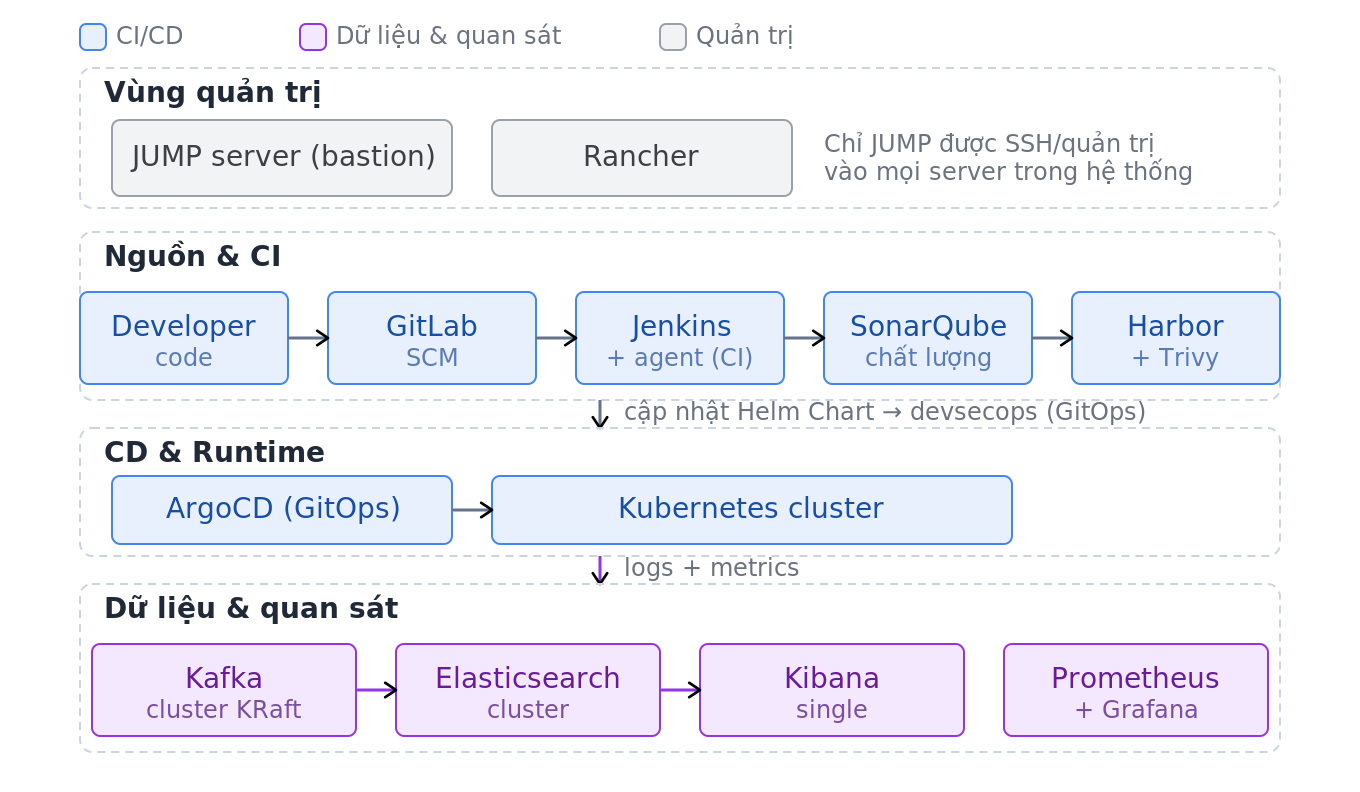 CI/CD
Dữ liệu & quan sát
Quản trị
Vùng quản trị
JUMP server (bastion)
Rancher
Chỉ JUMP được SSH/quản trị
vào mọi server trong hệ thống
Nguồn & CI
Developer
code
GitLab
SCM
Jenkins
+ agent (CI)
SonarQube
chất lượng
Harbor
+ Trivy
cập nhật Helm Chart → devsecops (GitOps)
CD & Runtime
ArgoCD (GitOps)
Kubernetes cluster
logs + metrics
Dữ liệu & quan sát
Kafka
cluster KRaft
Elasticsearch
cluster
Kibana
single
Prometheus
+ Grafana